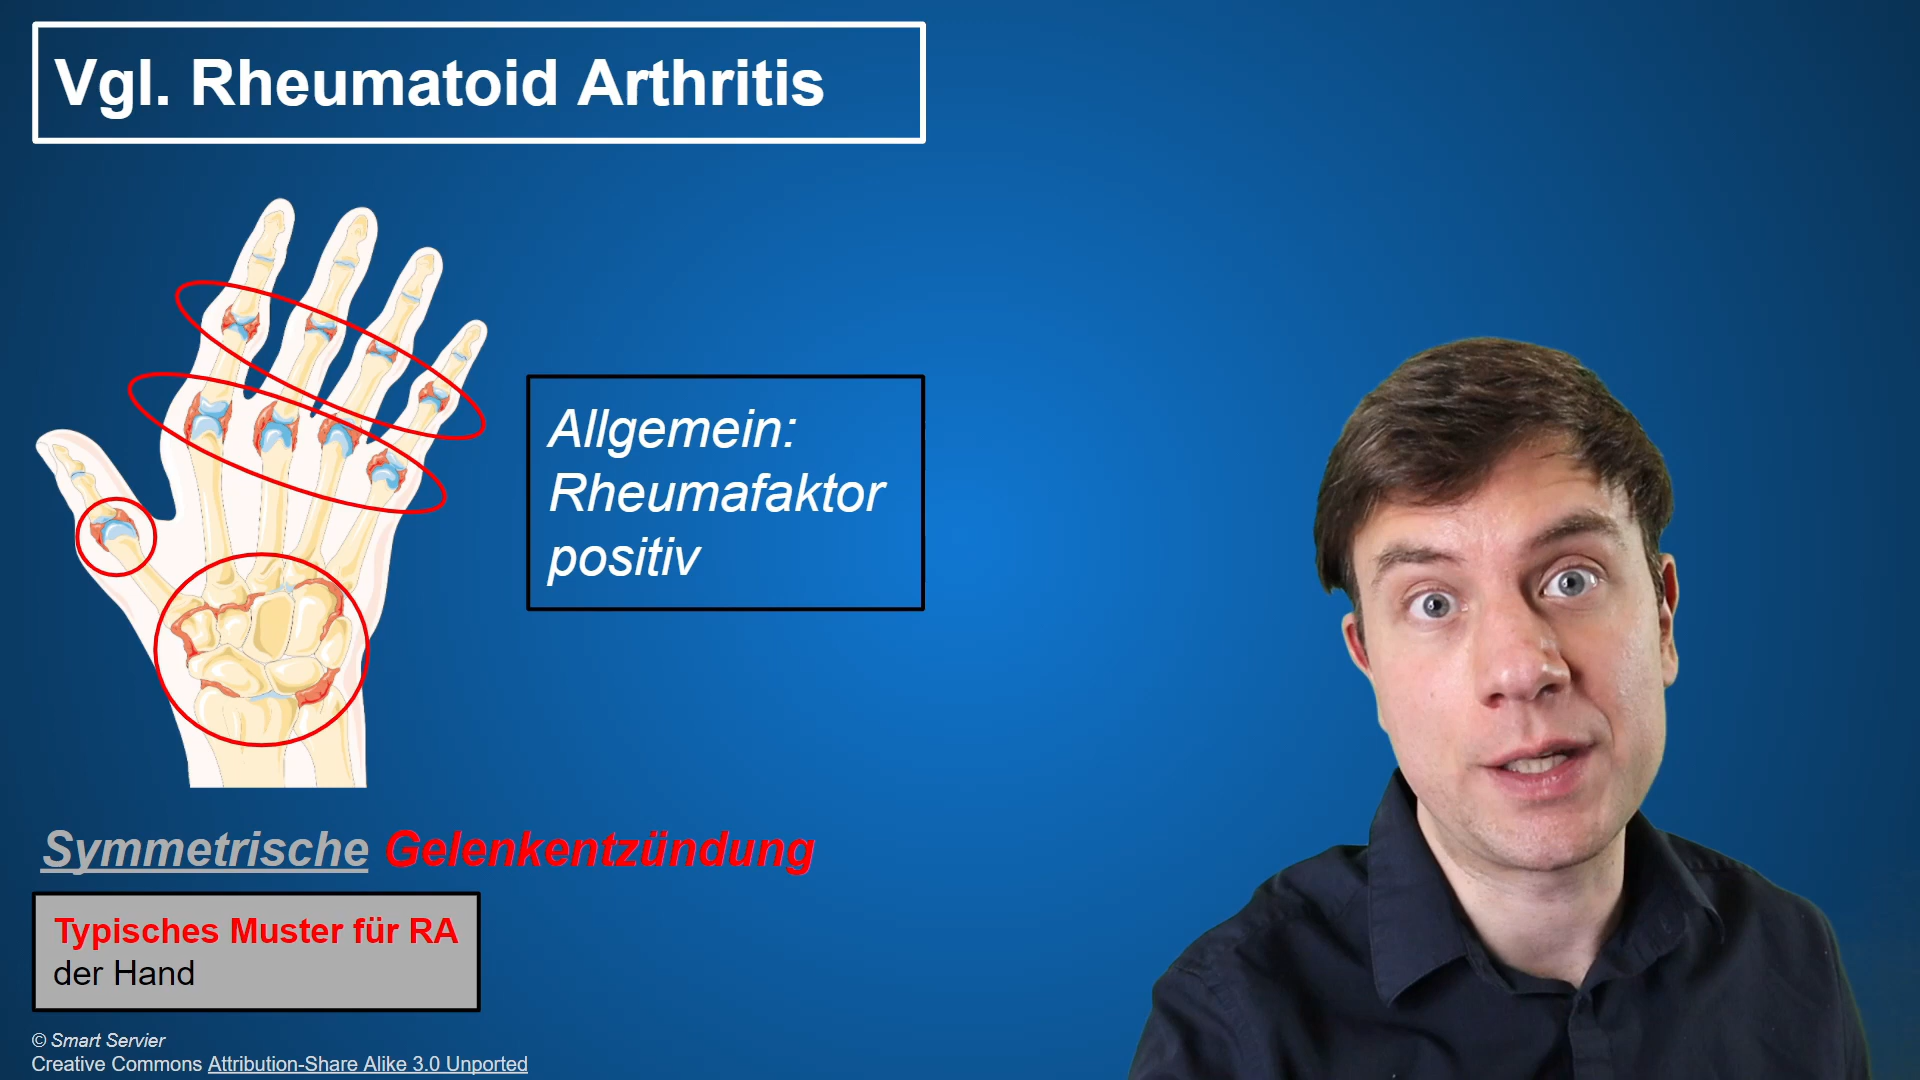 Vgl. Rheumatoid Arthritis
Allgemein:
Rheumafaktor
positiv
Symmetrische Gelenkentzündung
Typisches Muster für RA
der Hand
© Smart Servier
Creative Commons Attribution-Share Alike 3.0 Unported